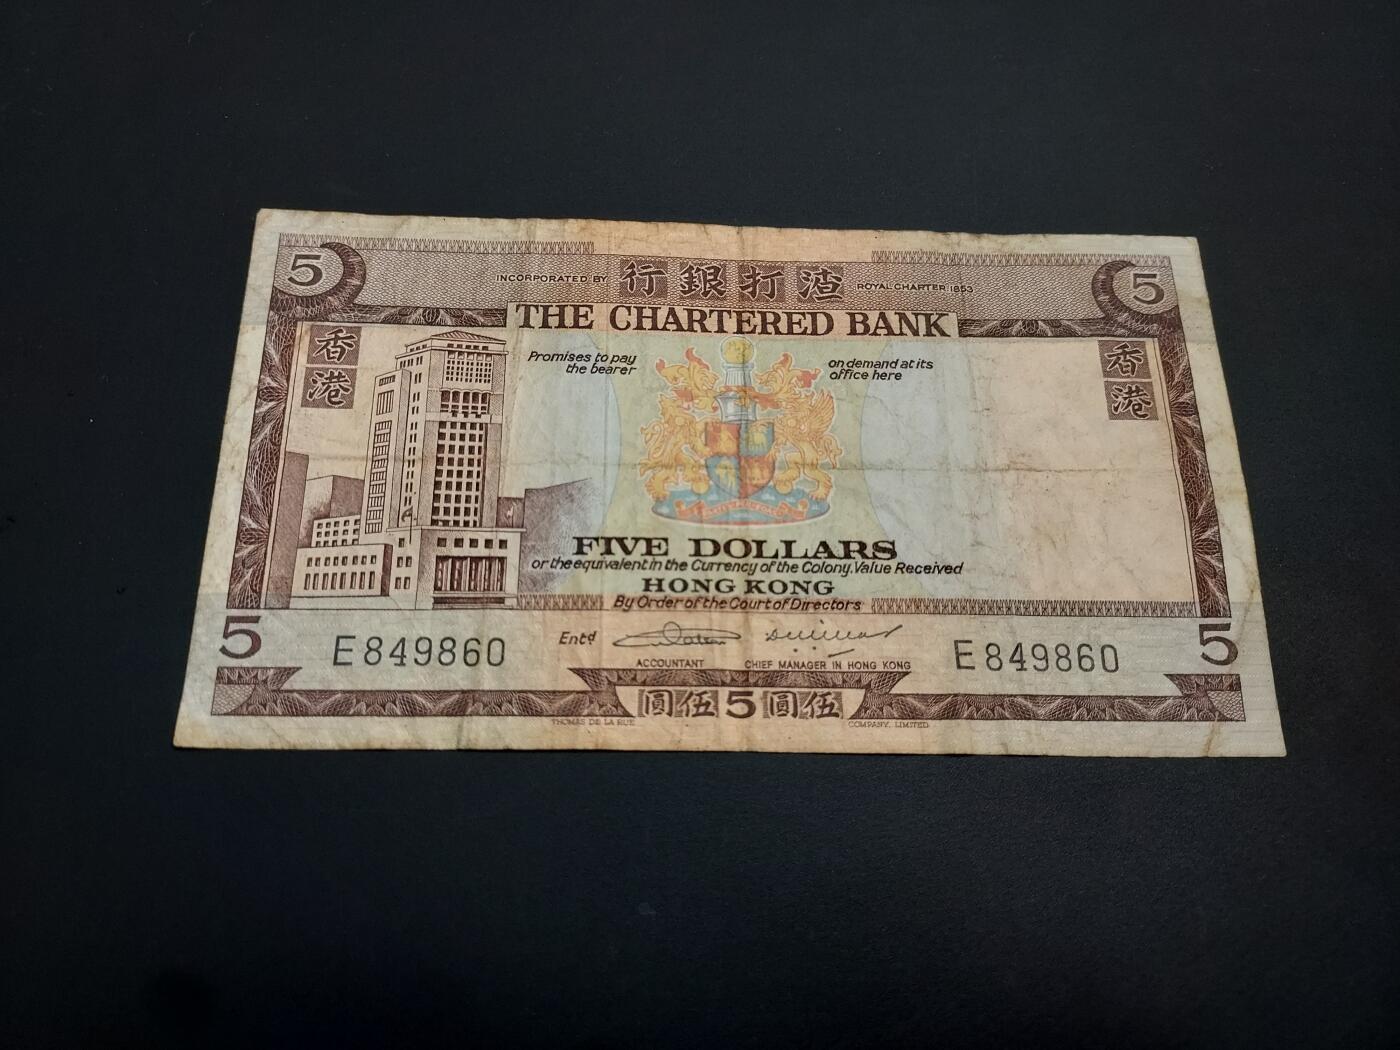 5 INCORPORATED BY 行銀打渣 ROYAL CHARTER 1853 5
THE CHARTERED BANK
香港
Promises to pay
the bearer
on demand at its
office here
香港
FIVE DOLLARS
or the equivalent in the Currency of the Colony. Value Received
HONG KONG
By Order of the Court of Directors
5 E849860 Entd E849860 5
ACCOUNTANT CHIEF MANAGER IN HONG KONG
圓伍5圓伍
THOMAS DE LA RUE COMPANY, LIMITED